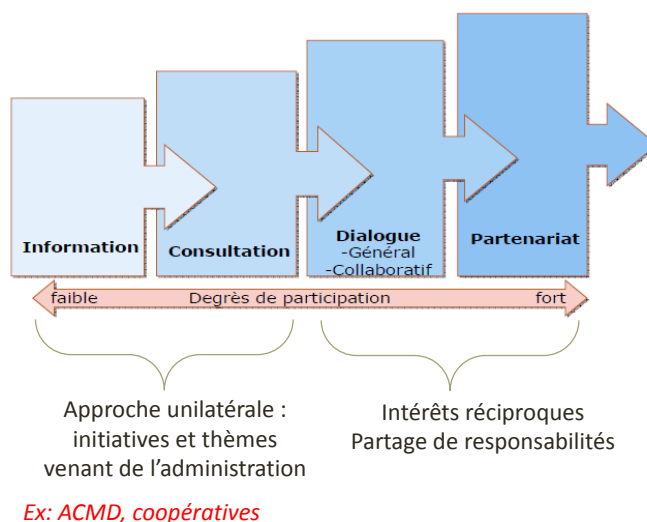 Information
Consultation
Dialogue
-Général
-Collaboratif
Partenariat
faible Degrès de participation fort
Approche unilatérale :
initiatives et thèmes
venant de l’administration
Intérêts réciproques
Partage de responsabilités
Ex: ACMD, coopératives